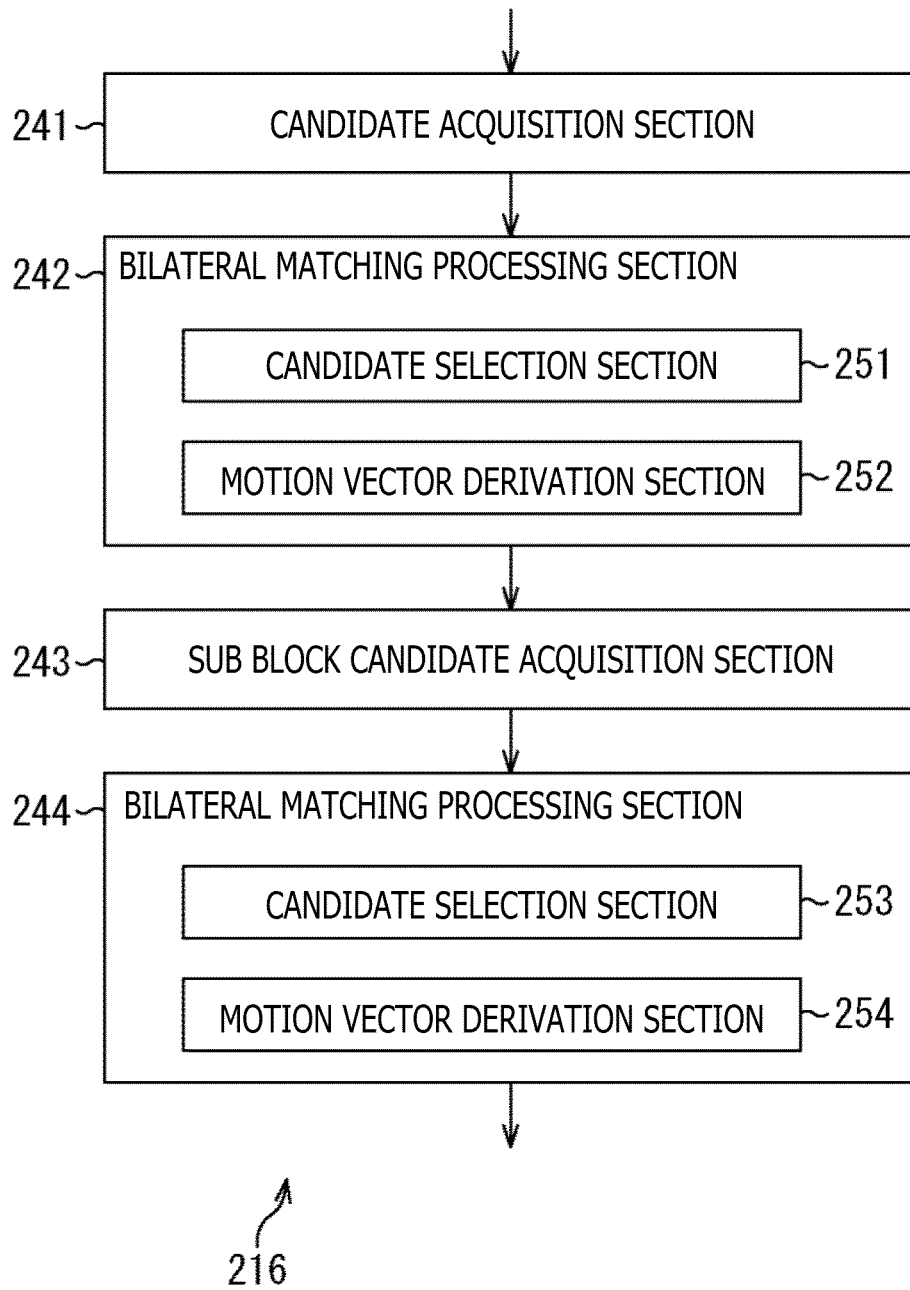 241
CANDIDATE ACQUISITION SECTION
242
BILATERAL MATCHING PROCESSING SECTION
CANDIDATE SELECTION SECTION
251
MOTION VECTOR DERIVATION SECTION
252
243
SUB BLOCK CANDIDATE ACQUISITION SECTION
244
BILATERAL MATCHING PROCESSING SECTION
CANDIDATE SELECTION SECTION
253
MOTION VECTOR DERIVATION SECTION
254
216